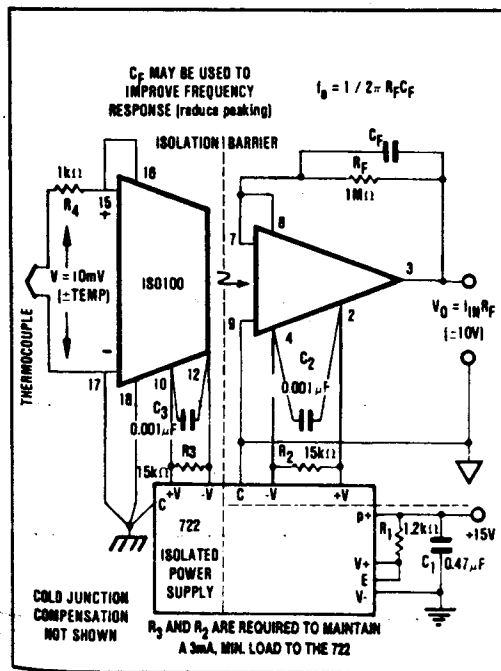 C_F MAY BE USED TO
IMPROVE FREQUENCY
RESPONSE (reduce peaking)
f_o = 1 / 2π R_F C_F
ISOLATION BARRIER
C_F
R_F
1MΩ
1kΩ
R_4
15
+
16
7
8
3
V = 10mV
(±TEMP)
ISO100
THERMOCOUPLE
V_O = I_IN R_F
(±10V)
9
4
2
−
17
18
10
12
C_3
0.001µF
C_2
0.001µF
15kΩ
R_3
R_2
15kΩ
C
+V
-V
C
-V
+V
722
ISOLATED
POWER
SUPPLY
P+
+15V
R_1
1.2kΩ
C_1
0.47µF
V+
E
V-
COLD JUNCTION
COMPENSATION
NOT SHOWN
R_3 AND R_2 ARE REQUIRED TO MAINTAIN
A 3mA, MIN. LOAD TO THE 722